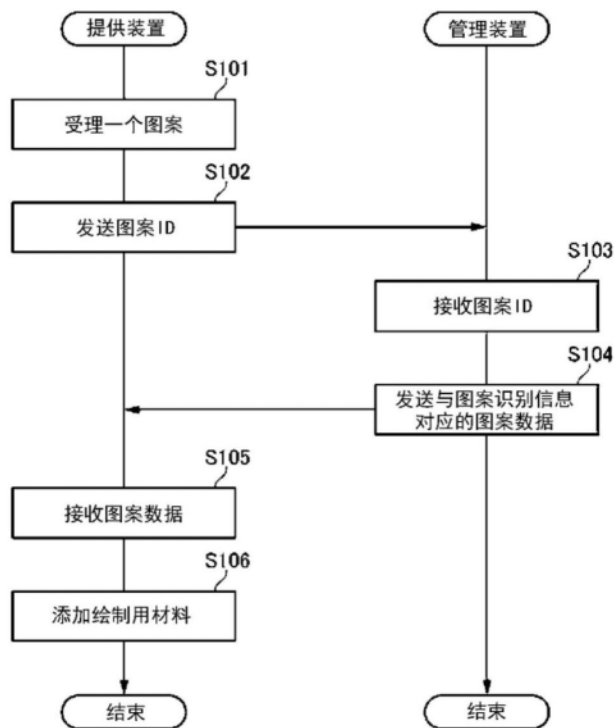 提供装置
管理装置
S101
受理一个图案
S102
发送图案ID
S103
接收图案ID
S104
发送与图案识别信息
对应的图案数据
S105
接收图案数据
S106
添加绘制用材料
结束
结束